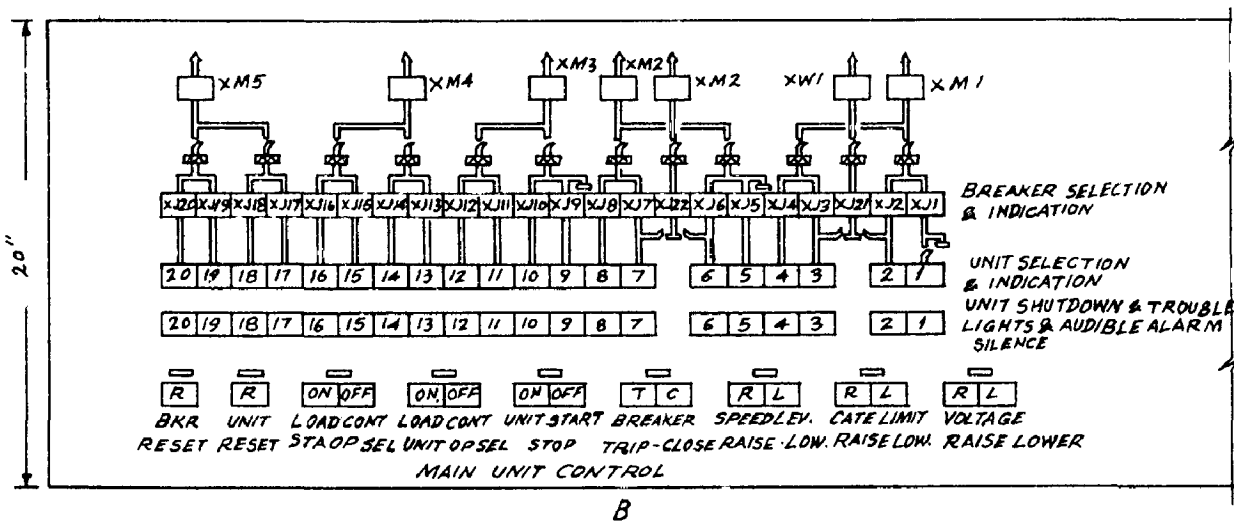 B
XM5 XM4 XM3 XM2 XM2 XW1 XM1
XJ20 XJ19 XJ18 XJ17 XJ16 XJ15 XJ14 XJ13 XJ12 XJ11 XJ10 XJ9 XJ8 XJ7 XJ22 XJ6 XJ5 XJ4 XJ3 XJ21 XJ2 XJ1
BREAKER SELECTION
& INDICATION
20"
20 19 18 17 16 15 14 13 12 11 10 9 8 7 6 5 4 3 2 1
UNIT SELECTION
& INDICATION
20 19 18 17 16 15 14 13 12 11 10 9 8 7 6 5 4 3 2 1
UNIT SHUTDOWN & TROUBLE
LIGHTS & AUDIBLE ALARM
SILENCE
R R ON OFF ON OFF ON OFF T C R L R L R L
BKR UNIT LOAD CONT LOAD CONT UNIT START BREAKER SPEED LEV. CATE LIMIT VOLTAGE
RESET RESET STAOP SEL UNIT OP SEL STOP TRIP-CLOSE RAISE·LOW. RAISE LOW. RAISE LOWER
MAIN UNIT CONTROL
B